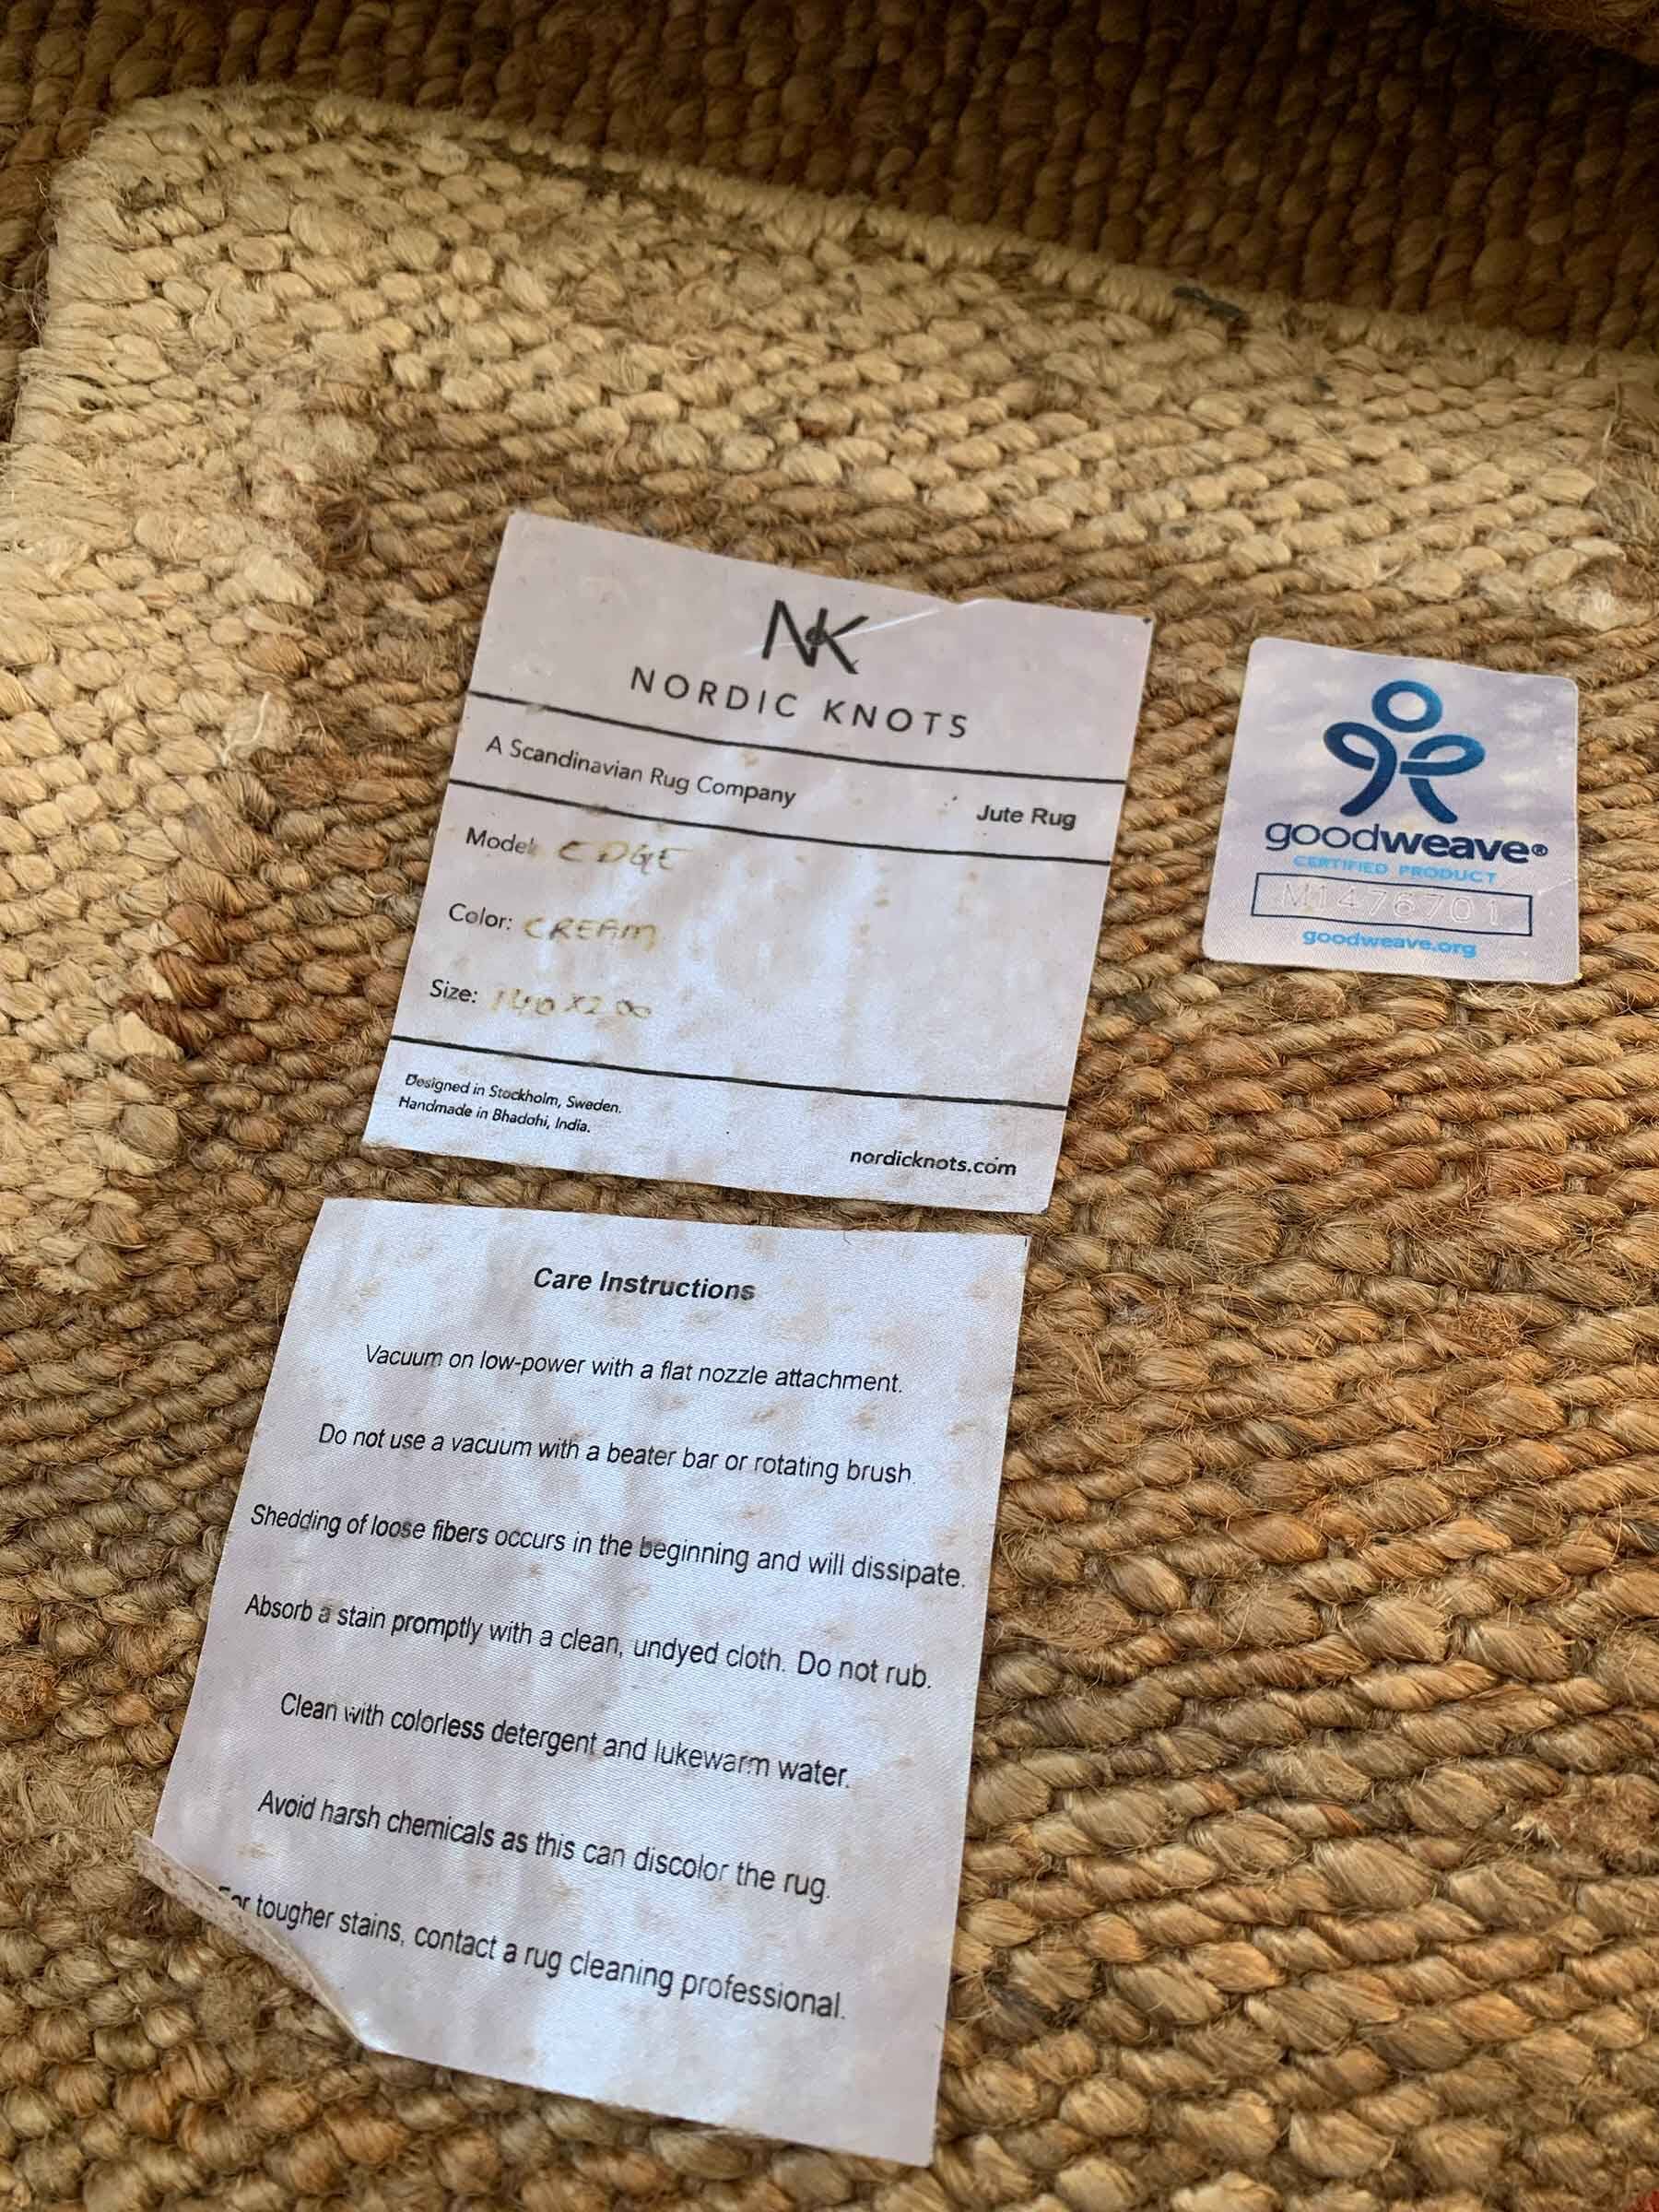 NK
NORDIC KNOTS
A Scandinavian Rug Company
Jute Rug
Model: EDGE
Color: CREAM
Size: 140X200
Designed in Stockholm, Sweden.
Handmade in Bhadohi, India.
nordicknots.com
goodweave®
CERTIFIED PRODUCT
M1476701
goodweave.org
Care Instructions
Vacuum on low-power with a flat nozzle attachment.
Do not use a vacuum with a beater bar or rotating brush.
Shedding of loose fibers occurs in the beginning and will dissipate.
Absorb a stain promptly with a clean, undyed cloth. Do not rub.
Clean with colorless detergent and lukewarm water.
Avoid harsh chemicals as this can discolor the rug.
For tougher stains, contact a rug cleaning professional.